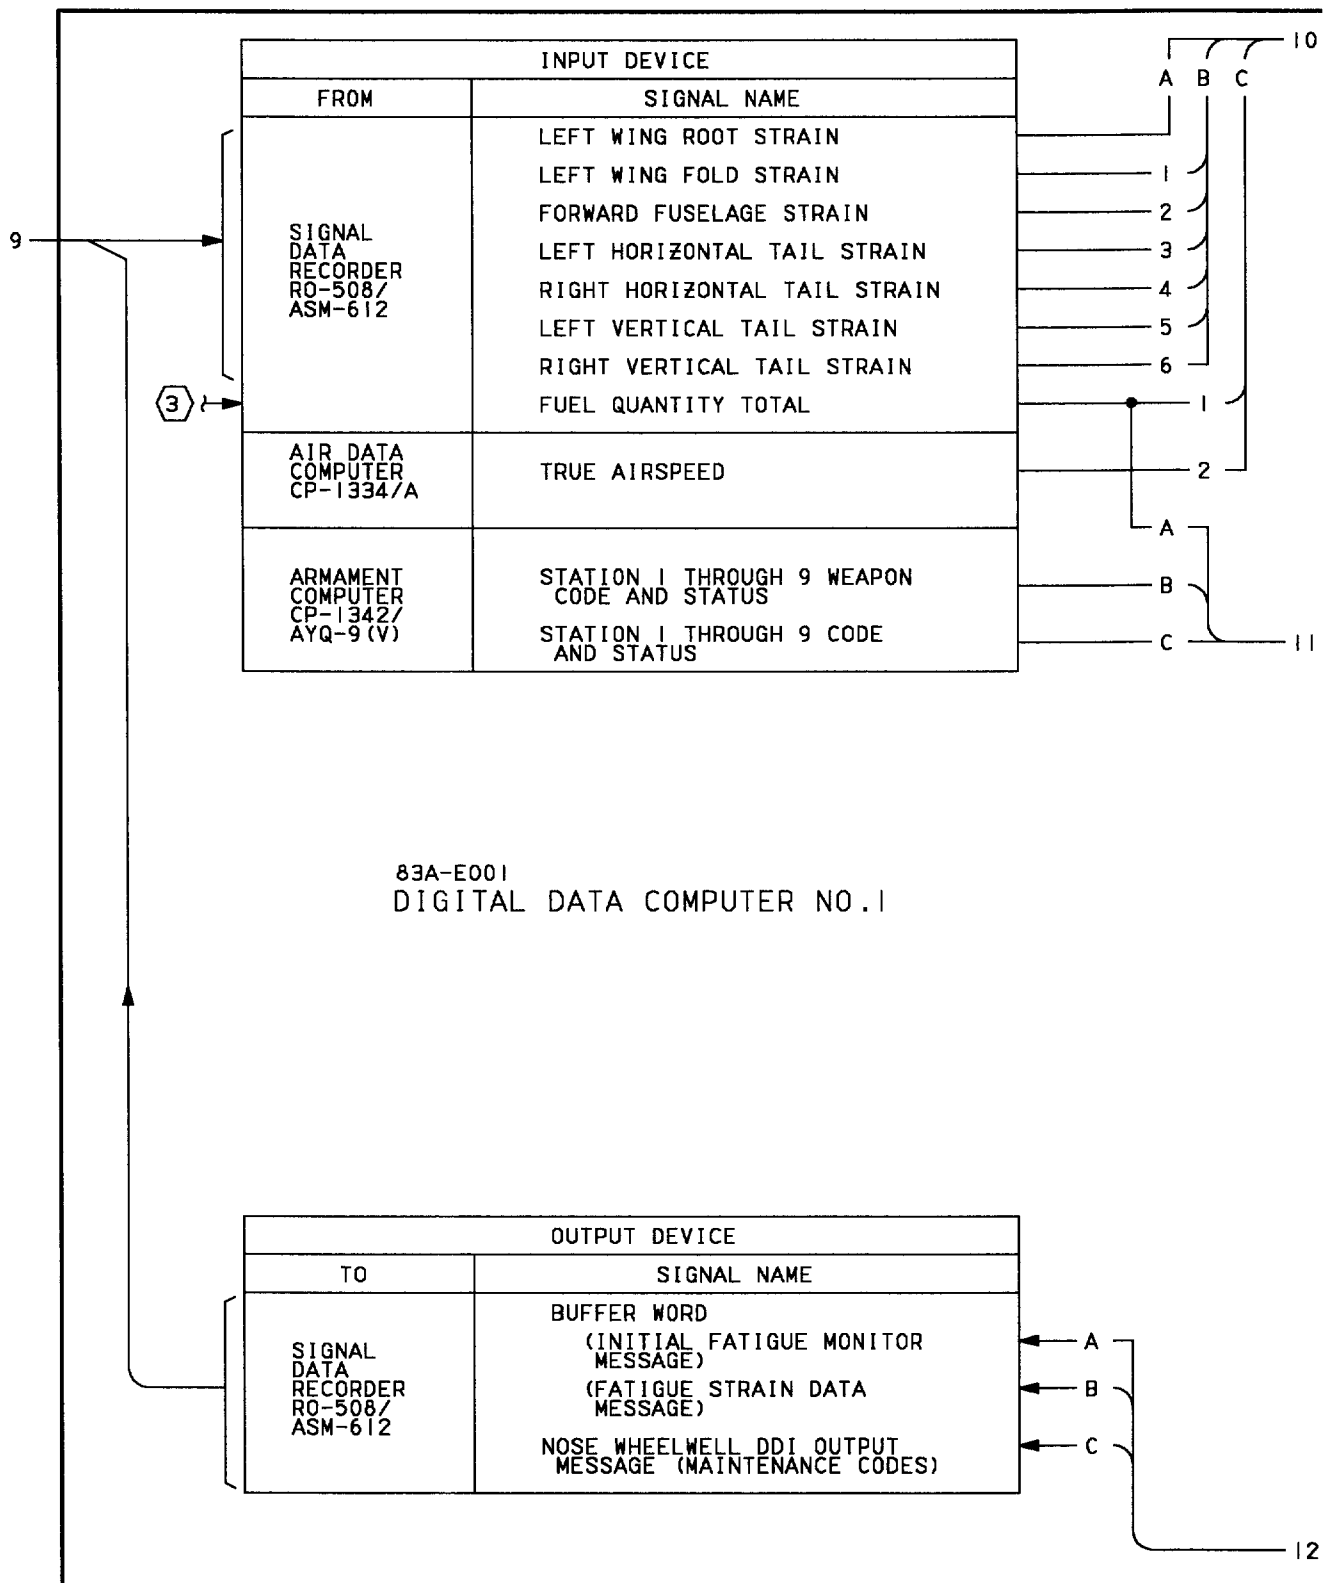 INPUT DEVICE
FROM
SIGNAL NAME
SIGNAL
DATA
RECORDER
RO-508/
ASM-612
LEFT WING ROOT STRAIN
LEFT WING FOLD STRAIN
FORWARD FUSELAGE STRAIN
LEFT HORIZONTAL TAIL STRAIN
RIGHT HORIZONTAL TAIL STRAIN
LEFT VERTICAL TAIL STRAIN
RIGHT VERTICAL TAIL STRAIN
FUEL QUANTITY TOTAL
AIR DATA
COMPUTER
CP-1334/A
TRUE AIRSPEED
ARMAMENT
COMPUTER
CP-1342/
AYQ-9(V)
STATION 1 THROUGH 9 WEAPON
CODE AND STATUS
STATION 1 THROUGH 9 CODE
AND STATUS
9
3
A B C
10
1
2
3
4
5
6
1
2
A
B
C
11
83A-E001
DIGITAL DATA COMPUTER NO.1
OUTPUT DEVICE
TO
SIGNAL NAME
SIGNAL
DATA
RECORDER
RO-508/
ASM-612
BUFFER WORD
(INITIAL FATIGUE MONITOR
MESSAGE)
(FATIGUE STRAIN DATA
MESSAGE)
NOSE WHEELWELL DDI OUTPUT
MESSAGE (MAINTENANCE CODES)
A
B
C
12